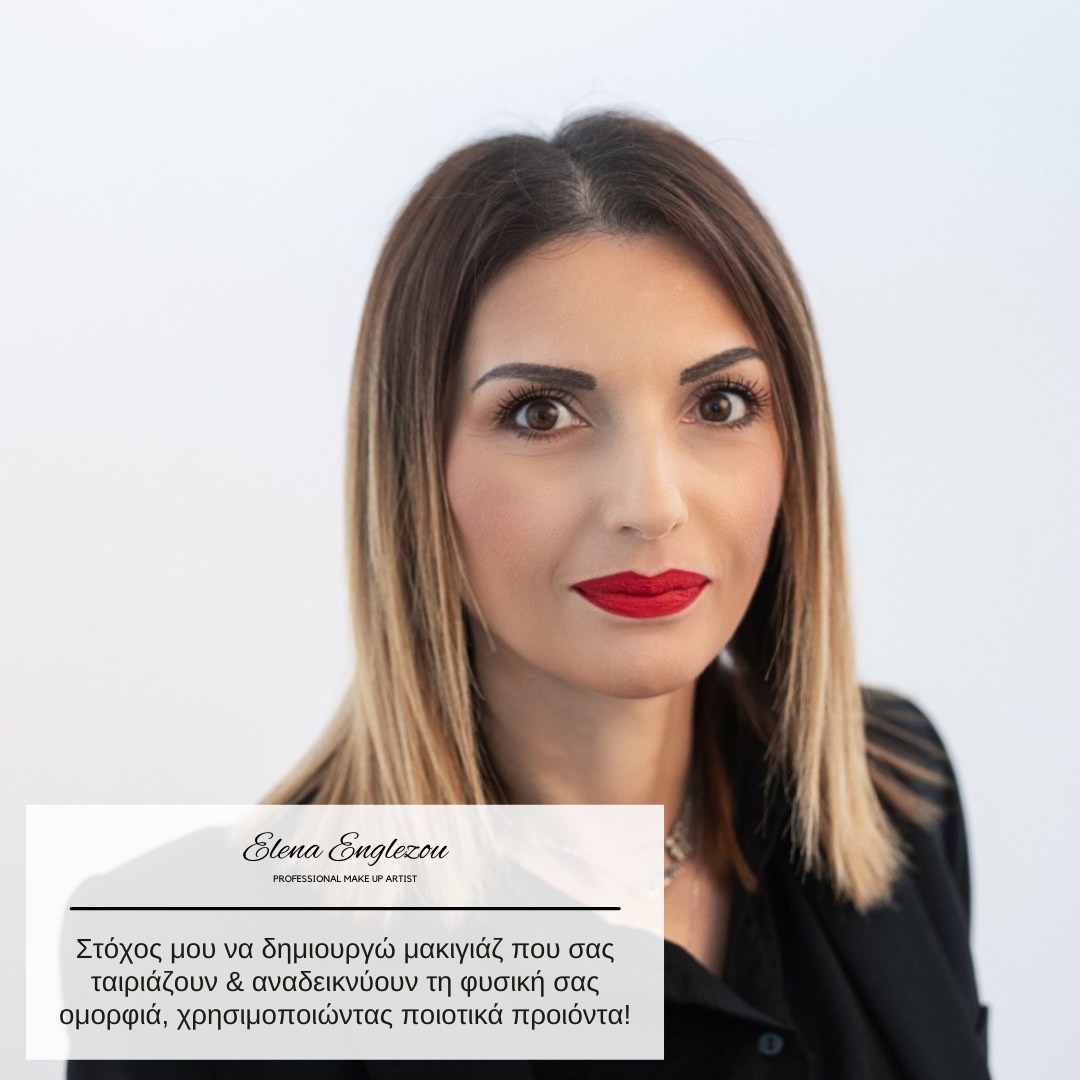 Elena Englezou
PROFESSIONAL MAKE UP ARTIST
Στόχος μου να δημιουργώ μακιγιάζ που σας
ταιριάζουν & αναδεικνύουν τη φυσική σας
ομορφιά, χρησιμοποιώντας ποιοτικά προιόντα!